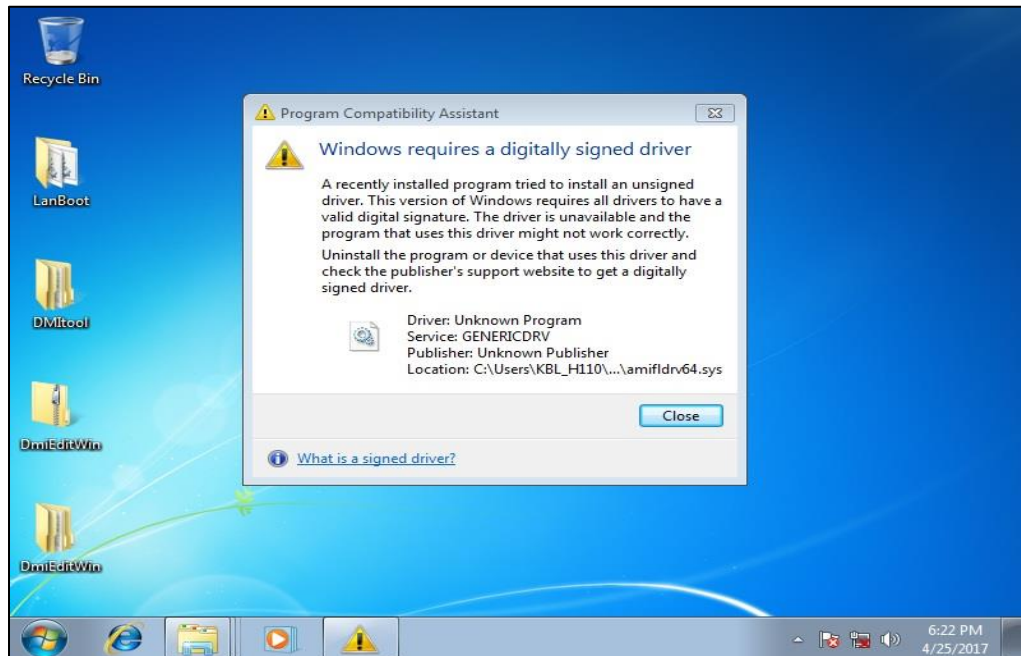 Recycle Bin
LanBoot
DMItool
DmiEditWin
DmiEditWin
Program Compatibility Assistant
Windows requires a digitally signed driver
A recently installed program tried to install an unsigned
driver. This version of Windows requires all drivers to have a
valid digital signature. The driver is unavailable and the
program that uses this driver might not work correctly.
Uninstall the program or device that uses this driver and
check the publisher's support website to get a digitally
signed driver.
Driver: Unknown Program
Service: GENERICDRV
Publisher: Unknown Publisher
Location: C:\Users\KBL_H110\...\amifldrv64.sys
Close
What is a signed driver?
6:22 PM
4/25/2017